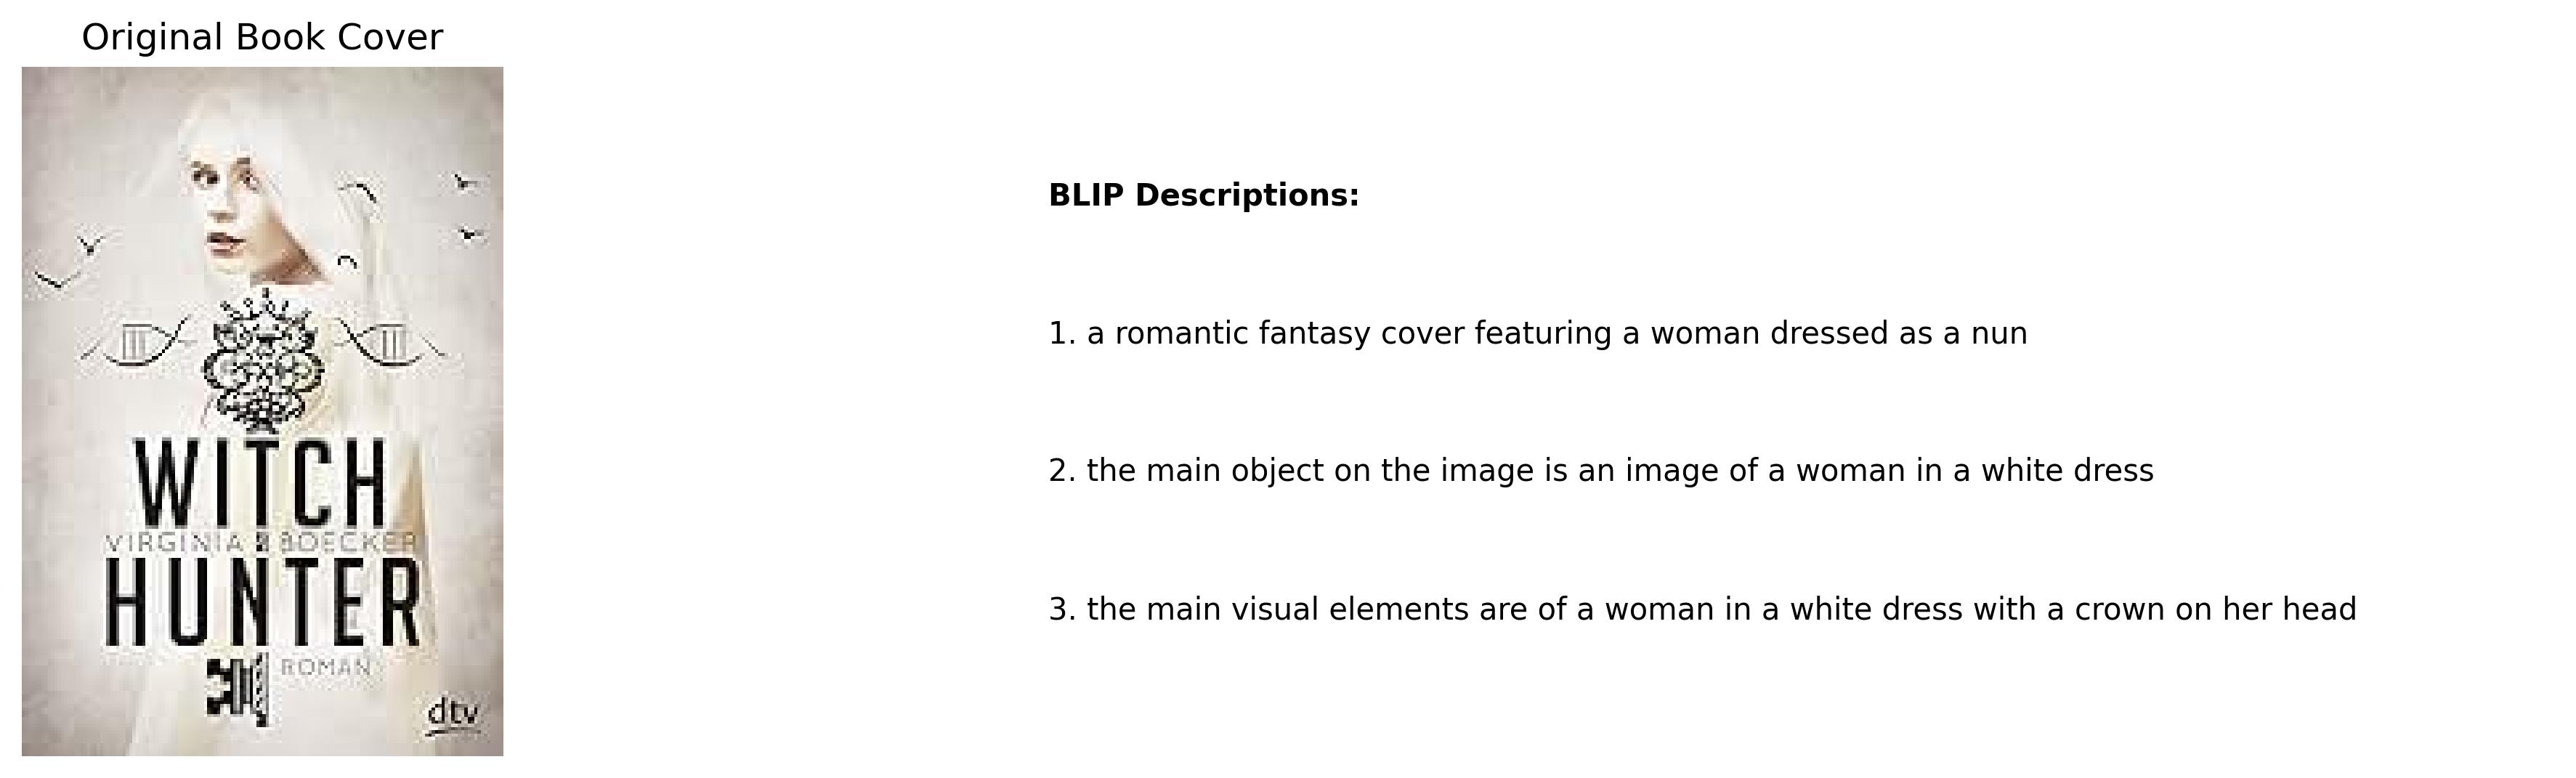 Original Book Cover
WITCH
VIRGINIA BOECKER
HUNTER
ROMAN
dtv
BLIP Descriptions:
1. a romantic fantasy cover featuring a woman dressed as a nun
2. the main object on the image is an image of a woman in a white dress
3. the main visual elements are of a woman in a white dress with a crown on her head